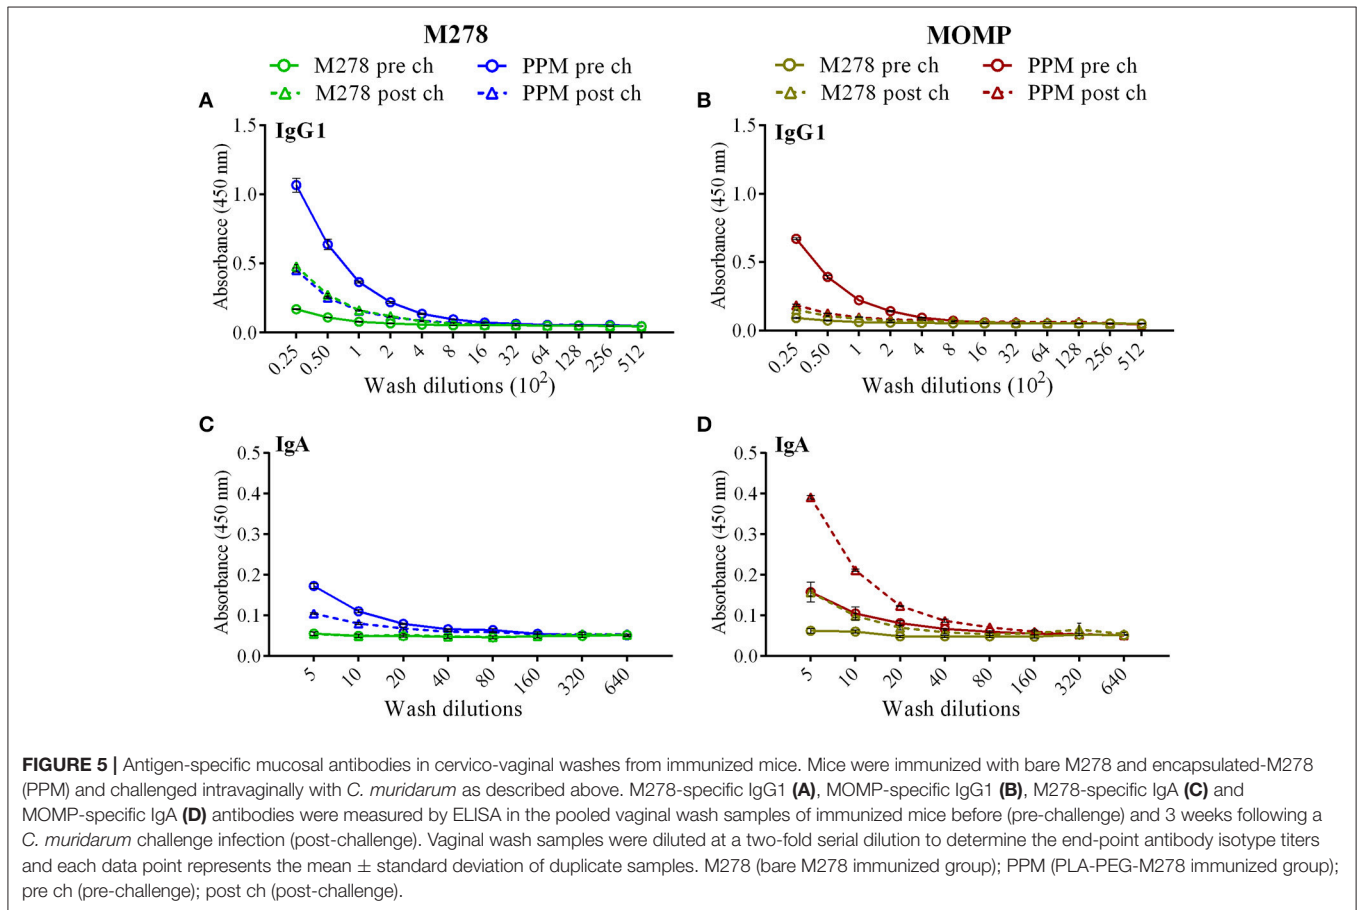 M278
MOMP
M278 pre ch
PPM pre ch
M278 post ch
PPM post ch
M278 pre ch
PPM pre ch
M278 post ch
PPM post ch
A
IgG1
Absorbance (450 nm)
1.5
1.0
0.5
0.0
0.25 0.50 1 2 4 8 16 32 64 128 256 512
Wash dilutions (10²)
B
IgG1
Absorbance (450 nm)
1.5
1.0
0.5
0.0
0.25 0.50 1 2 4 8 16 32 64 128 256 512
Wash dilutions (10²)
C
IgA
Absorbance (450 nm)
0.5
0.4
0.3
0.2
0.1
0.0
5 10 20 40 80 160 320 640
Wash dilutions
D
IgA
Absorbance (450 nm)
0.5
0.4
0.3
0.2
0.1
0.0
5 10 20 40 80 160 320 640
Wash dilutions
FIGURE 5 | Antigen-specific mucosal antibodies in cervico-vaginal washes from immunized mice. Mice were immunized with bare M278 and encapsulated-M278
(PPM) and challenged intravaginally with C. muridarum as described above. M278-specific IgG1 (A), MOMP-specific IgG1 (B), M278-specific IgA (C) and
MOMP-specific IgA (D) antibodies were measured by ELISA in the pooled vaginal wash samples of immunized mice before (pre-challenge) and 3 weeks following a
C. muridarum challenge infection (post-challenge). Vaginal wash samples were diluted at a two-fold serial dilution to determine the end-point antibody isotype titers
and each data point represents the mean ± standard deviation of duplicate samples. M278 (bare M278 immunized group); PPM (PLA-PEG-M278 immunized group);
pre ch (pre-challenge); post ch (post-challenge).